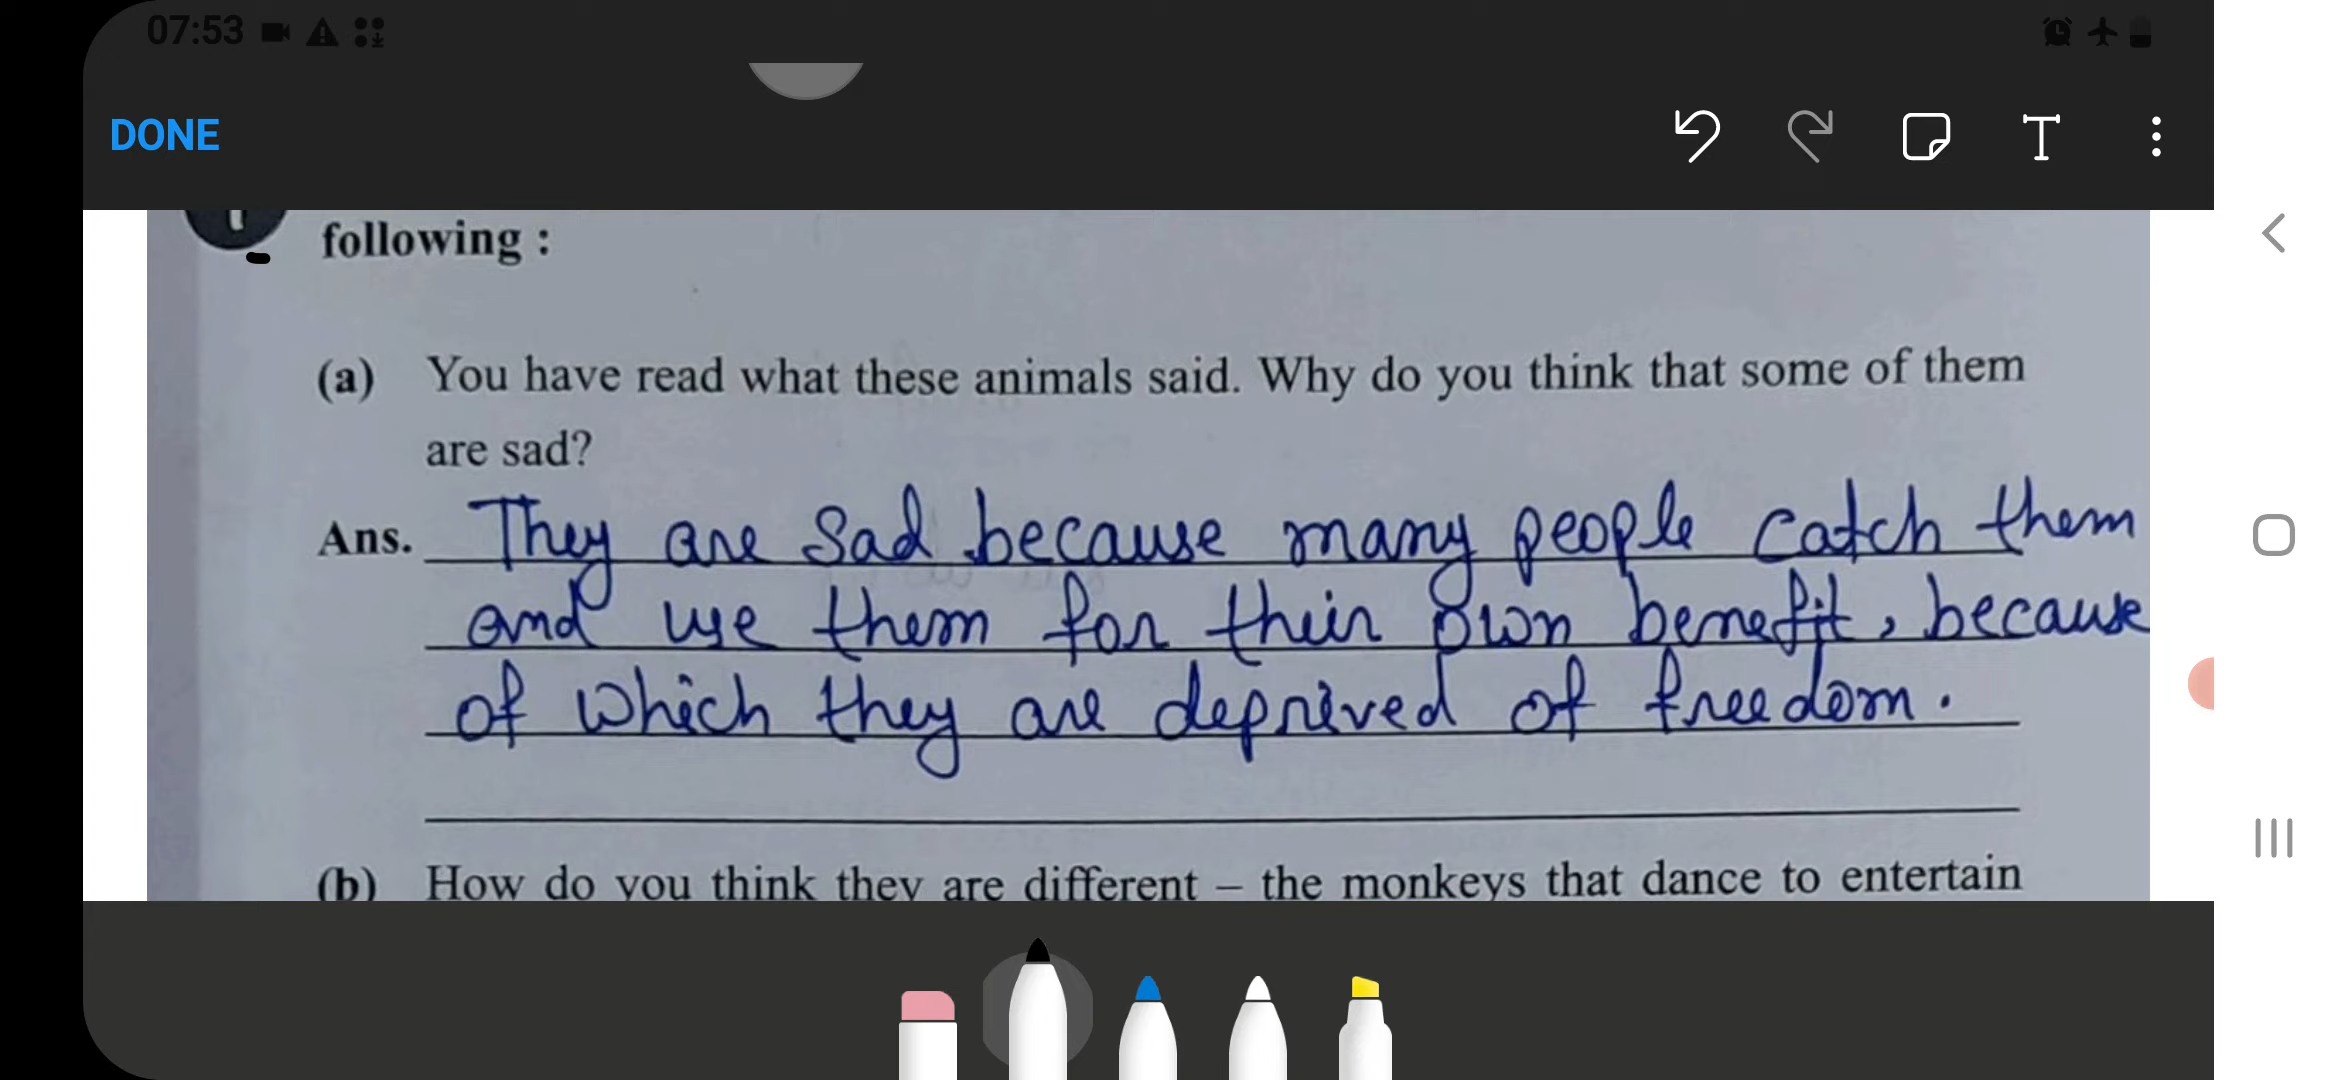 07:53
DONE
T
following :
(a) You have read what these animals said. Why do you think that some of them
are sad?
Ans. They are sad because many people catch them
and use them for their own benefit, because
of which they are deprived of freedom.
(b) How do you think they are different – the monkeys that dance to entertain